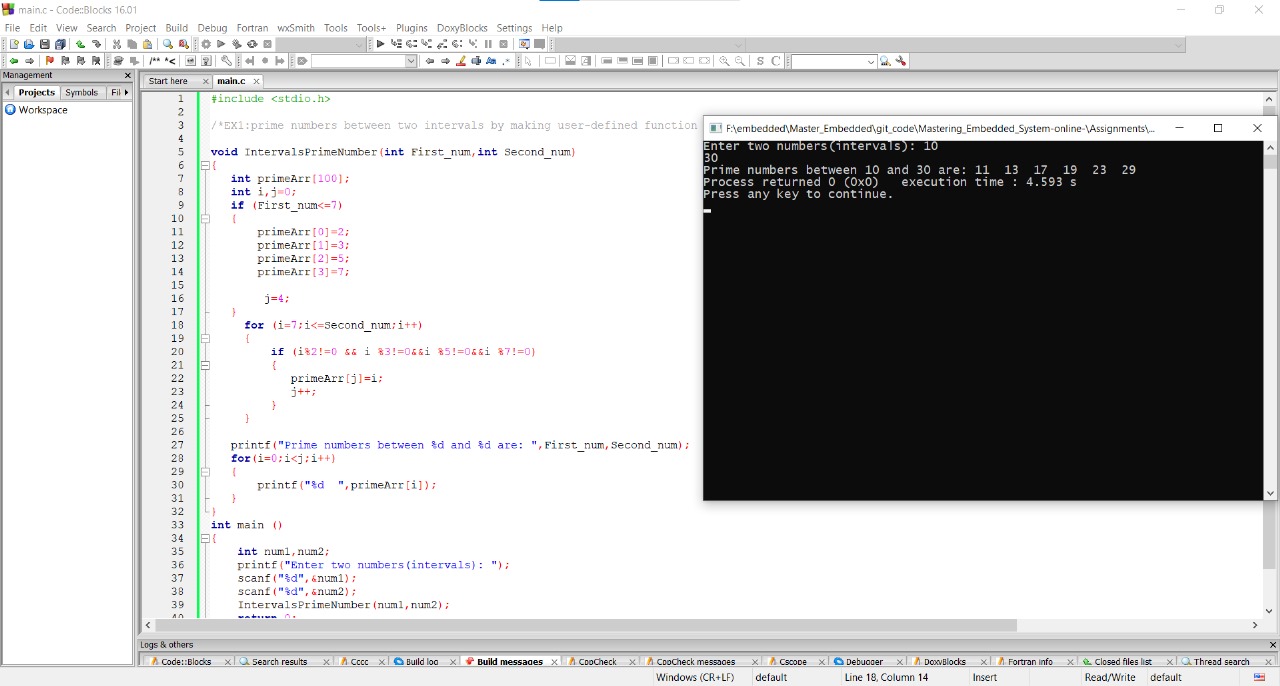 main.c - Code::Blocks 16.01
File Edit View Search Project Build Debug Fortran wxSmith Tools Tools+ Plugins DoxyBlocks Settings Help
Management
Projects Symbols Fil
Workspace
Start here main.c
1 #include <stdio.h>
2
3 /*EX1:prime numbers between two intervals by making user-defined function
4
5 void IntervalsPrimeNumber(int First_num,int Second_num)
6 {
7 int primeArr[100];
8 int i,j=0;
9 if (First_num<=7)
10 {
11 primeArr[0]=2;
12 primeArr[1]=3;
13 primeArr[2]=5;
14 primeArr[3]=7;
15
16 j=4;
17 }
18 for (i=7;i<=Second_num;i++)
19 {
20 if (i%2!=0 && i %3!=0&&i %5!=0&&i %7!=0)
21 {
22 primeArr[j]=i;
23 j++;
24 }
25 }
26
27 printf("Prime numbers between %d and %d are: ",First_num,Second_num);
28 for(i=0;i<j;i++)
29 {
30 printf("%d  ",primeArr[i]);
31 }
32 }
33 int main ()
34 {
35 int num1,num2;
36 printf("Enter two numbers(intervals): ");
37 scanf("%d",&num1);
38 scanf("%d",&num2);
39 IntervalsPrimeNumber(num1,num2);
40 return 0;
F:\embedded\Master_Embedded\git_code\Mastering_Embedded_System-online-\Assignments\...
Enter two numbers(intervals): 10
30
Prime numbers between 10 and 30 are: 11  13  17  19  23  29
Process returned 0 (0x0)   execution time : 4.593 s
Press any key to continue.
Logs & others
Code::Blocks Search results Cccc Build log Build messages CppCheck CppCheck messages Cscope Debugger DoxyBlocks Fortran info Closed files list Thread search
Windows (CR+LF) default Line 18, Column 14 Insert Read/Write default